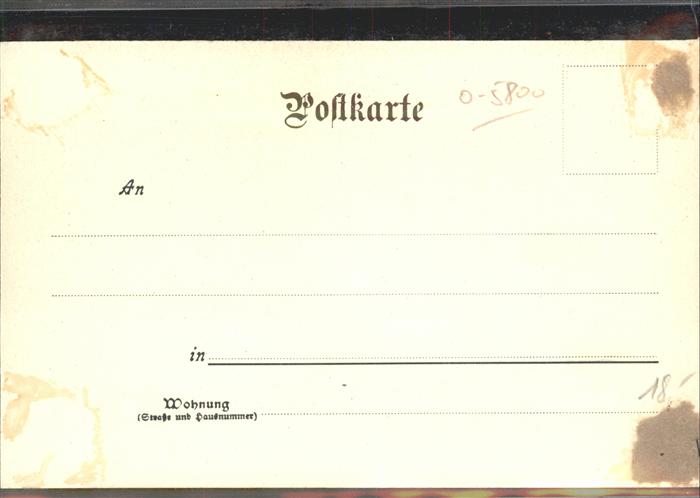 Poſtkarte
O-5800
An
in
18.-
Wohnung
(Straße und Hausnummer)